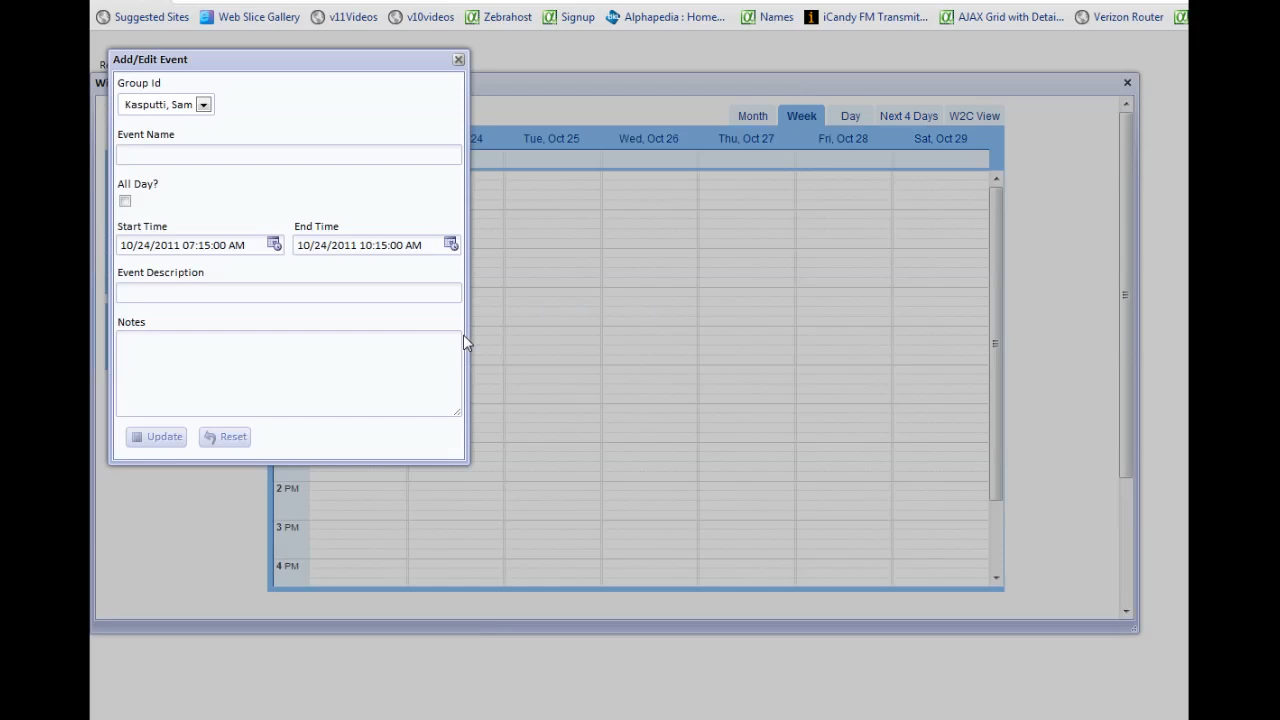 Suggested Sites Web Slice Gallery v11Videos v10videos Zebrahost Signup Alphapedia : Home... Names iCandy FM Transmit... AJAX Grid with Detai... Verizon Router
Add/Edit Event
Group Id
Kasputti, Sam
Event Name
All Day?
Start Time End Time
10/24/2011 07:15:00 AM 10/24/2011 10:15:00 AM
Event Description
Notes
Update Reset
Month Week Day Next 4 Days W2C View
24 Tue, Oct 25 Wed, Oct 26 Thu, Oct 27 Fri, Oct 28 Sat, Oct 29
2 PM
3 PM
4 PM